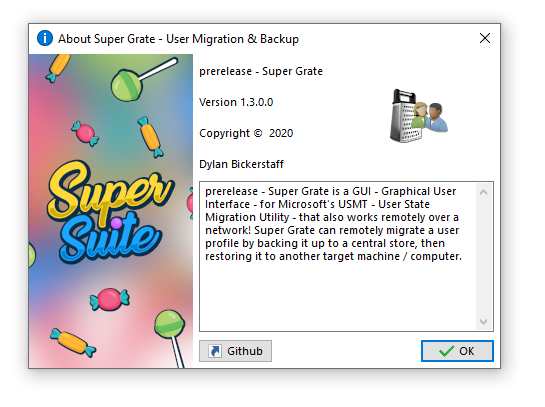 About Super Grate - User Migration & Backup
Super
Suite
prerelease - Super Grate
Version 1.3.0.0
Copyright © 2020
Dylan Bickerstaff
prerelease - Super Grate is a GUI - Graphical User
Interface - for Microsoft's USMT - User State
Migration Utility - that also works remotely over a
network! Super Grate can remotely migrate a user
profile by backing it up to a central store, then
restoring it to another target machine / computer.
Github
OK